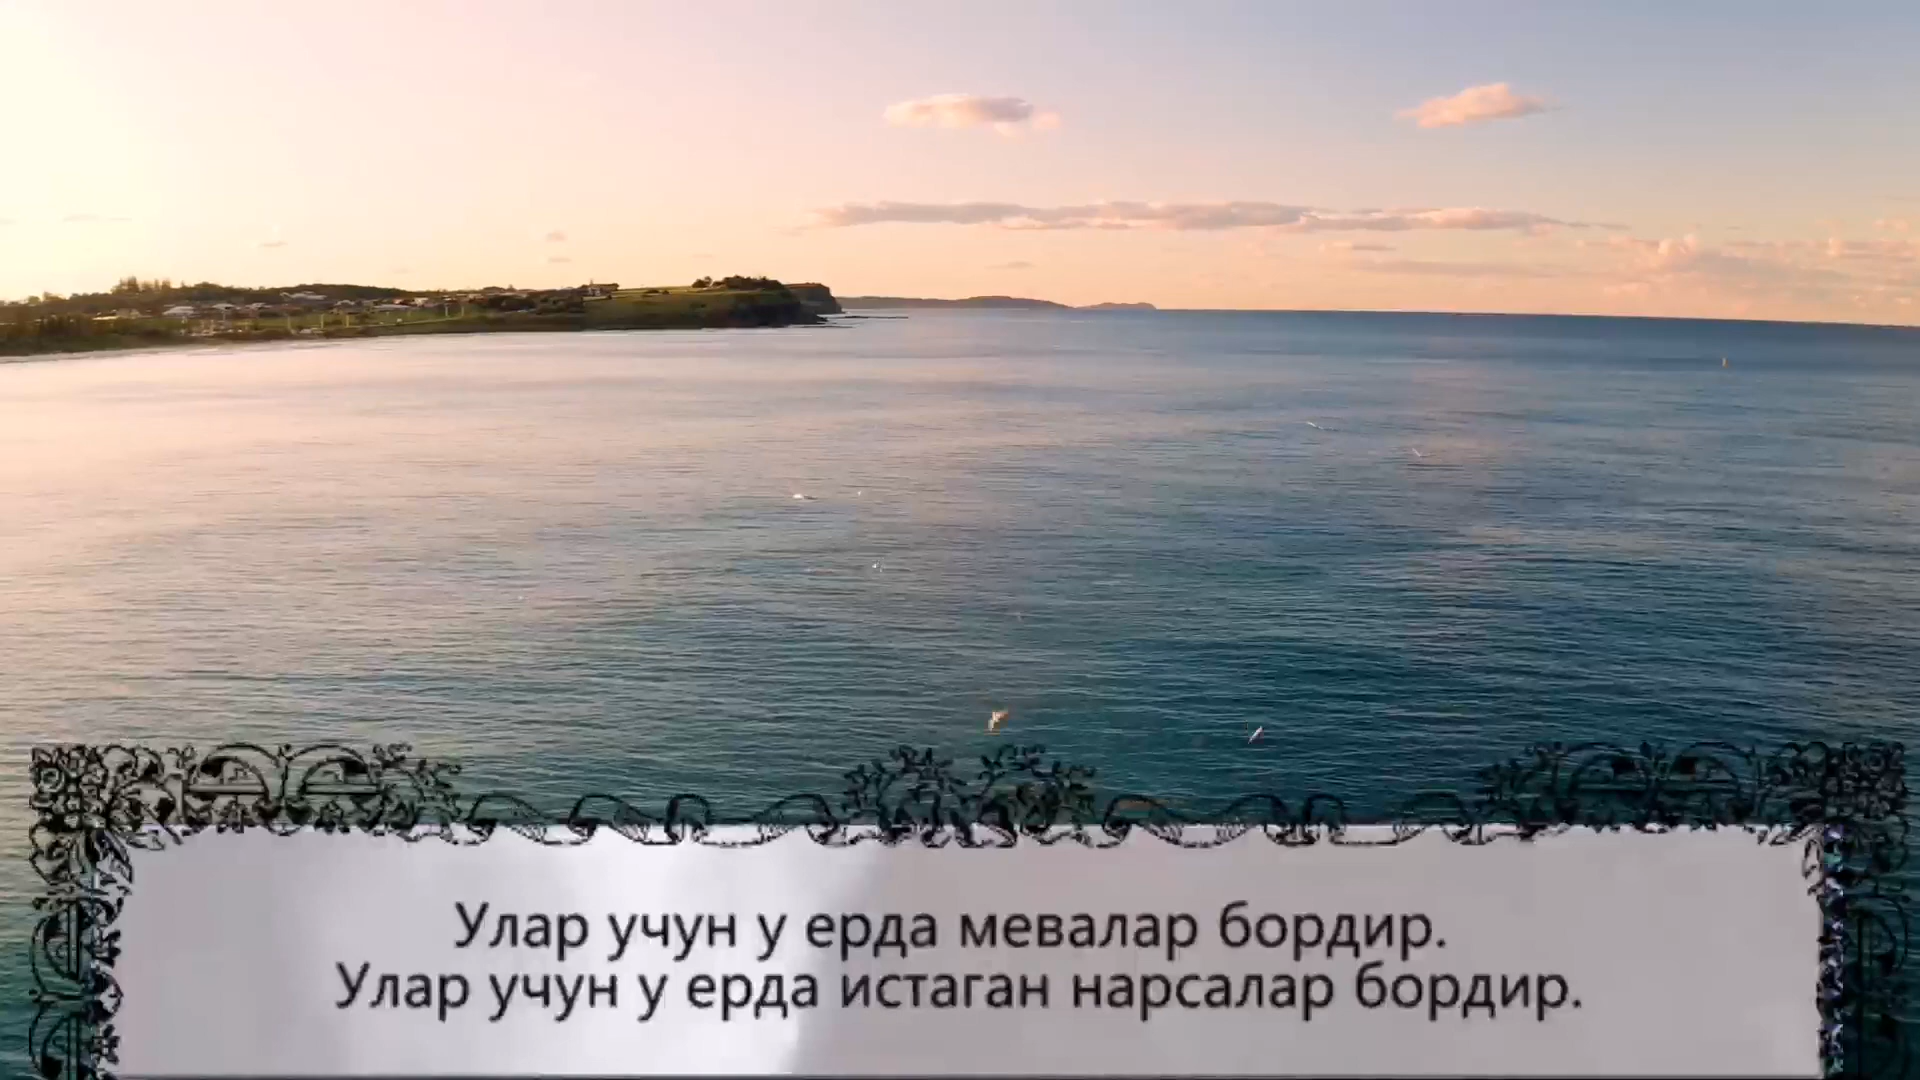 Улар учун у ерда мевалар бордир.
Улар учун у ерда истаган нарсалар бордир.